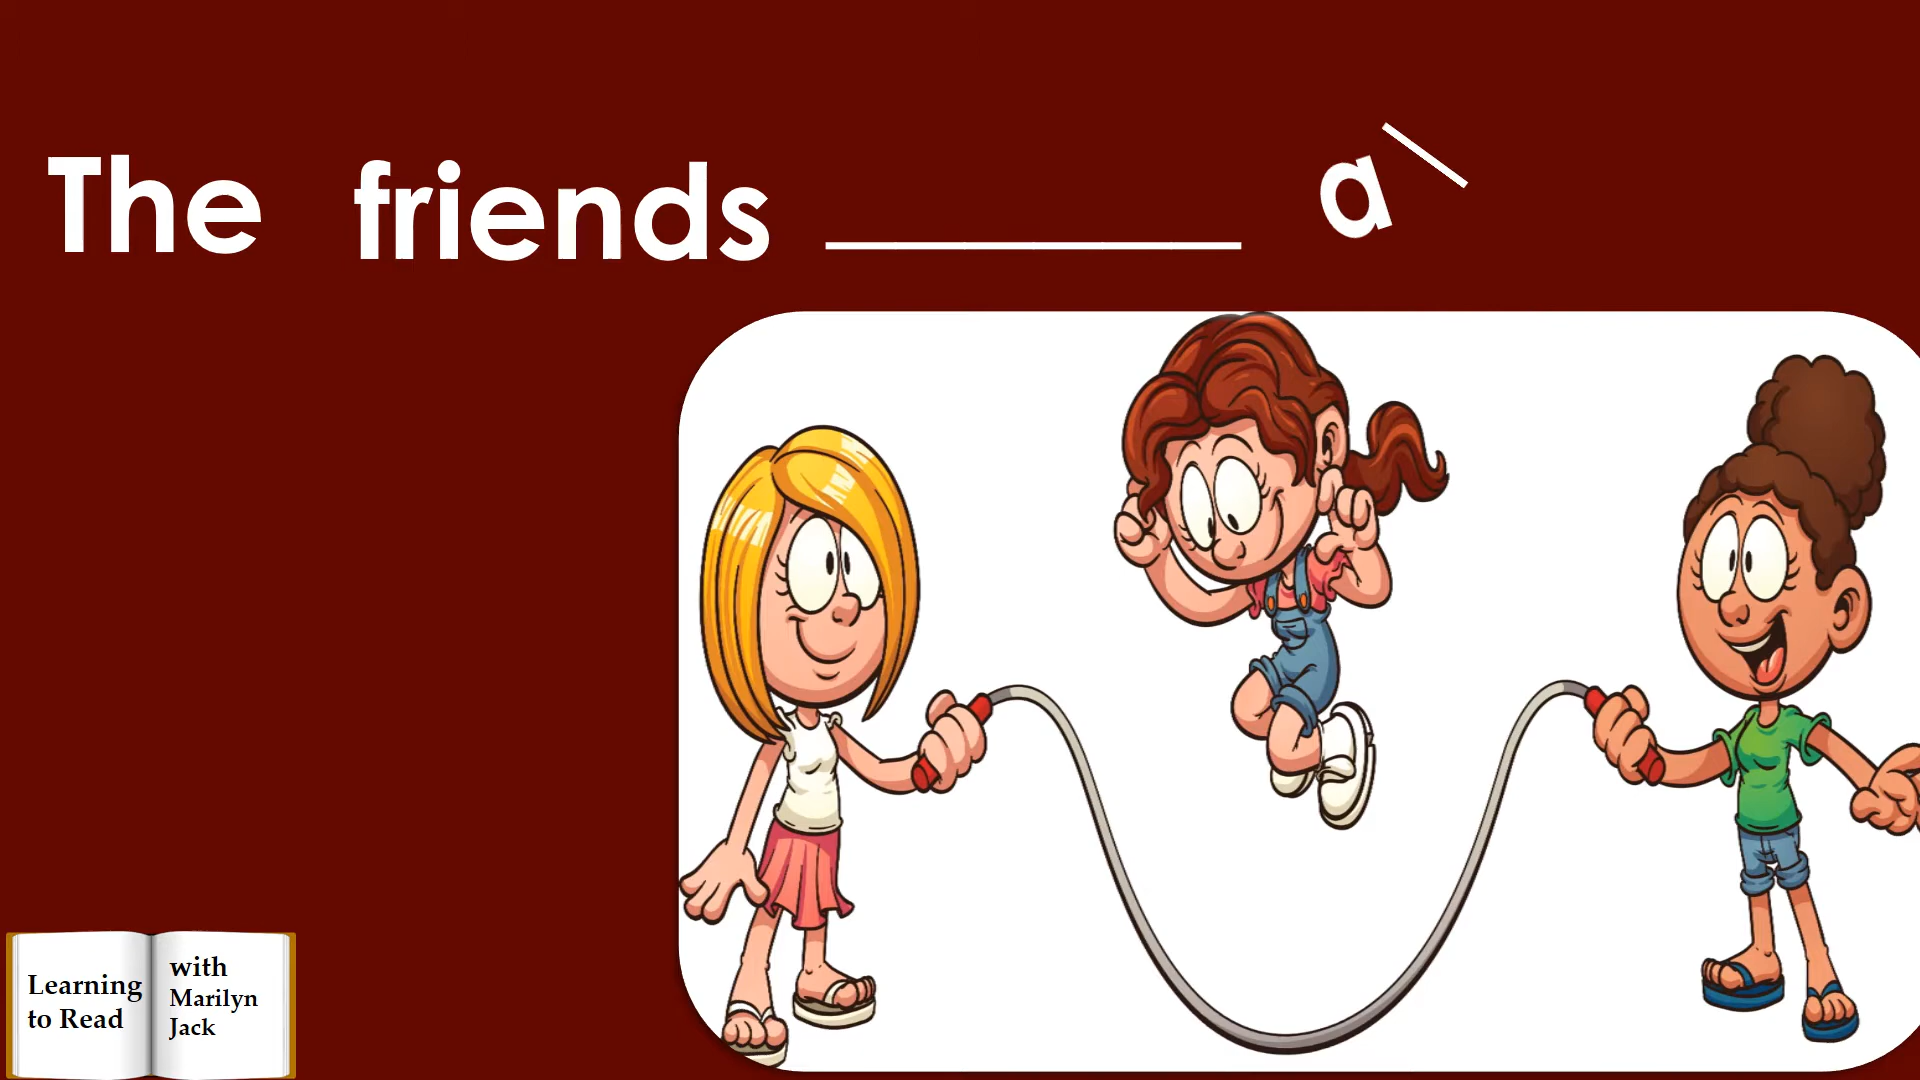 The friends ______ a
Learning
to Read
with
Marilyn
Jack